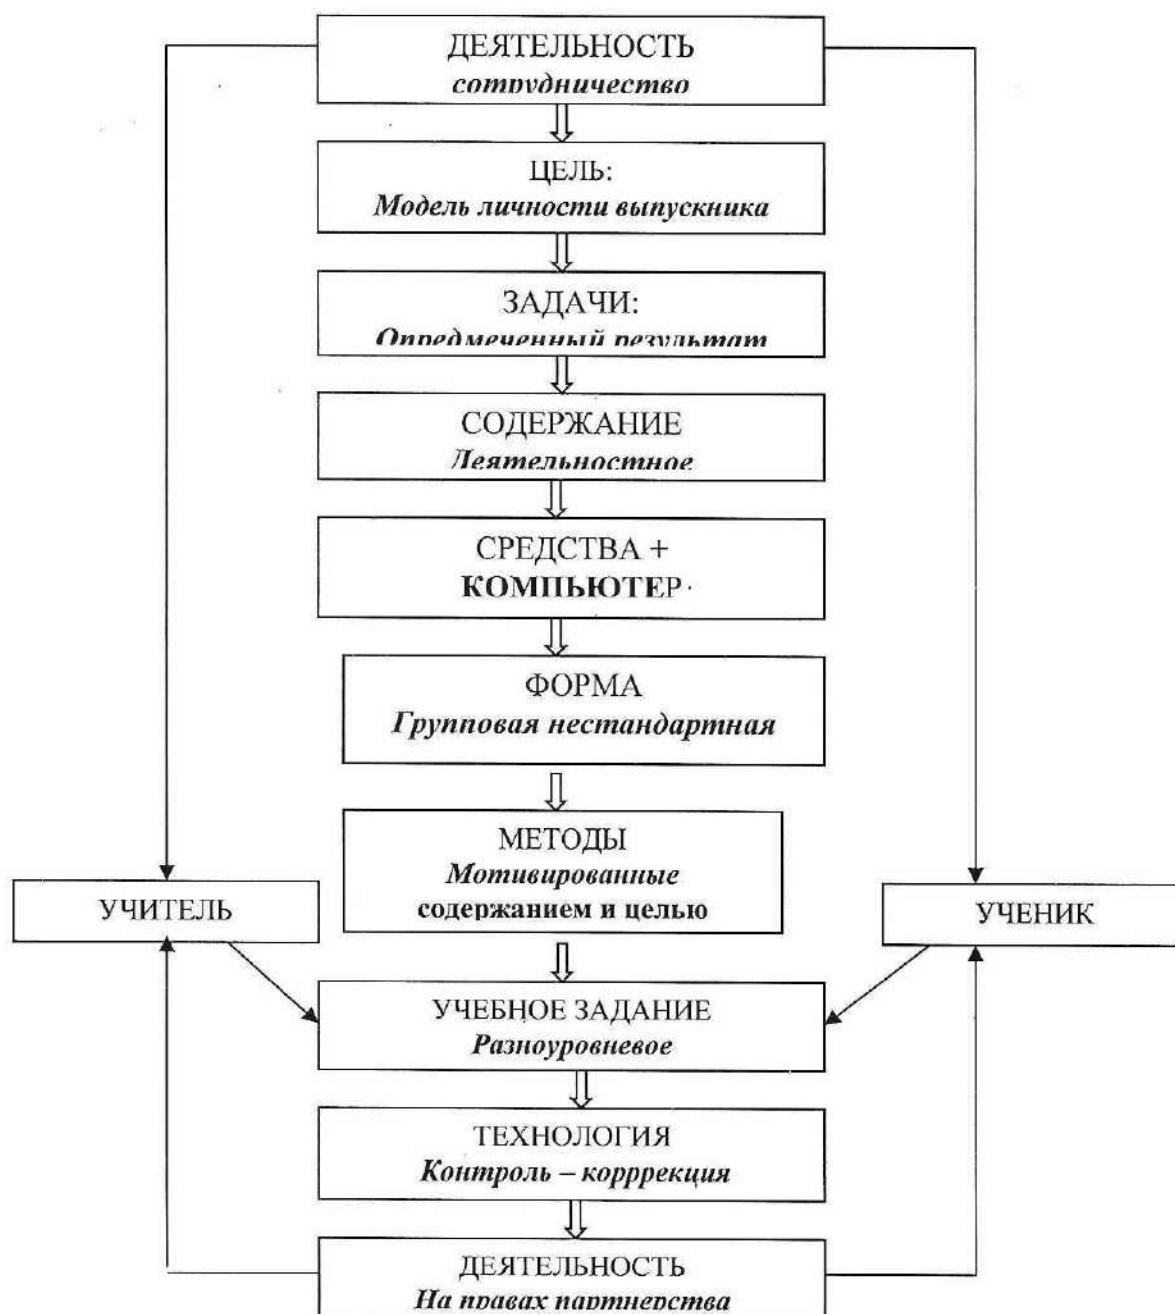 ДЕЯТЕЛЬНОСТЬ
сотрудничество
ЦЕЛЬ:
Модель личности выпускника
ЗАДАЧИ:
Опредмеченный результат
СОДЕРЖАНИЕ
Деятельностное
СРЕДСТВА +
КОМПЬЮТЕР
ФОРМА
Групповая нестандартная
МЕТОДЫ
Мотивированные
содержанием и целью
УЧИТЕЛЬ
УЧЕНИК
УЧЕБНОЕ ЗАДАНИЕ
Разноуровневое
ТЕХНОЛОГИЯ
Контроль – корррекция
ДЕЯТЕЛЬНОСТЬ
На правах партнерства